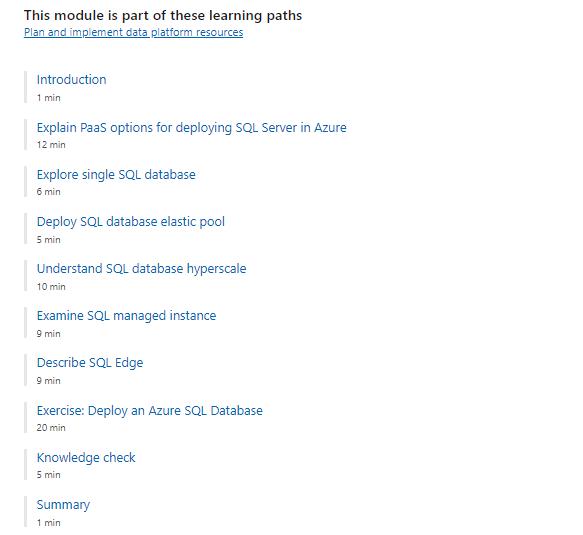 This module is part of these learning paths
Plan and implement data platform resources
Introduction
1 min
Explain PaaS options for deploying SQL Server in Azure
12 min
Explore single SQL database
6 min
Deploy SQL database elastic pool
5 min
Understand SQL database hyperscale
10 min
Examine SQL managed instance
9 min
Describe SQL Edge
9 min
Exercise: Deploy an Azure SQL Database
20 min
Knowledge check
5 min
Summary
1 min